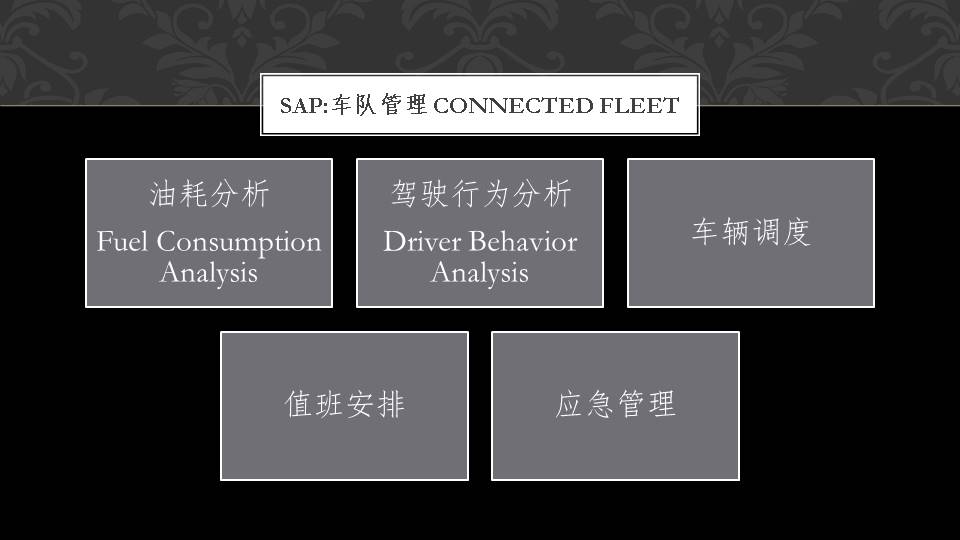 SAP:车队管理 CONNECTED FLEET
油耗分析
Fuel Consumption
Analysis
驾驶行为分析
Driver Behavior
Analysis
车辆调度
值班安排
应急管理